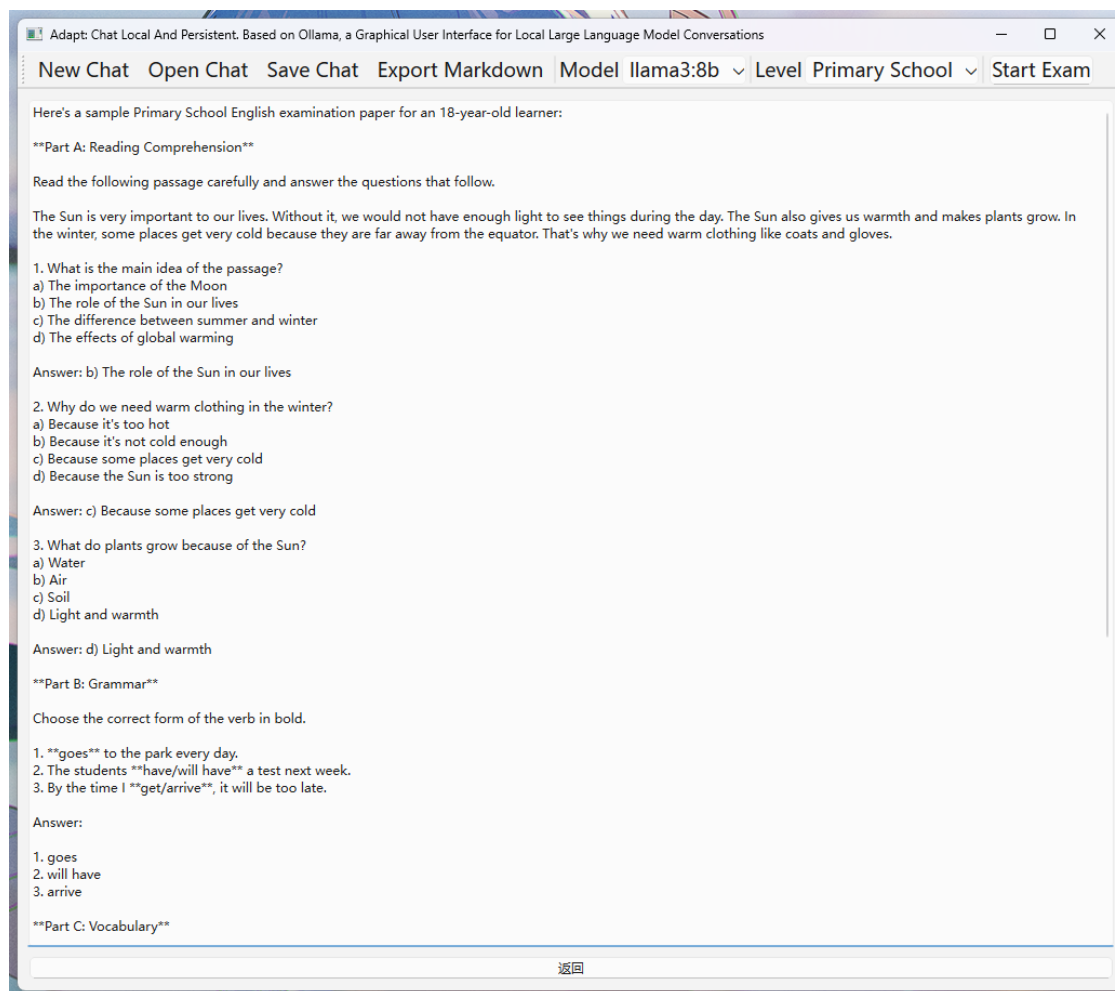 Adapt: Chat Local And Persistent. Based on Ollama, a Graphical User Interface for Local Large Language Model Conversations
New Chat Open Chat Save Chat Export Markdown Model llama3:8b Level Primary School Start Exam
Here's a sample Primary School English examination paper for an 18-year-old learner:
**Part A: Reading Comprehension**
Read the following passage carefully and answer the questions that follow.
The Sun is very important to our lives. Without it, we would not have enough light to see things during the day. The Sun also gives us warmth and makes plants grow. In
the winter, some places get very cold because they are far away from the equator. That's why we need warm clothing like coats and gloves.
1. What is the main idea of the passage?
a) The importance of the Moon
b) The role of the Sun in our lives
c) The difference between summer and winter
d) The effects of global warming
Answer: b) The role of the Sun in our lives
2. Why do we need warm clothing in the winter?
a) Because it's too hot
b) Because it's not cold enough
c) Because some places get very cold
d) Because the Sun is too strong
Answer: c) Because some places get very cold
3. What do plants grow because of the Sun?
a) Water
b) Air
c) Soil
d) Light and warmth
Answer: d) Light and warmth
**Part B: Grammar**
Choose the correct form of the verb in bold.
1. **goes** to the park every day.
2. The students **have/will have** a test next week.
3. By the time I **get/arrive**, it will be too late.
Answer:
1. goes
2. will have
3. arrive
**Part C: Vocabulary**
返回